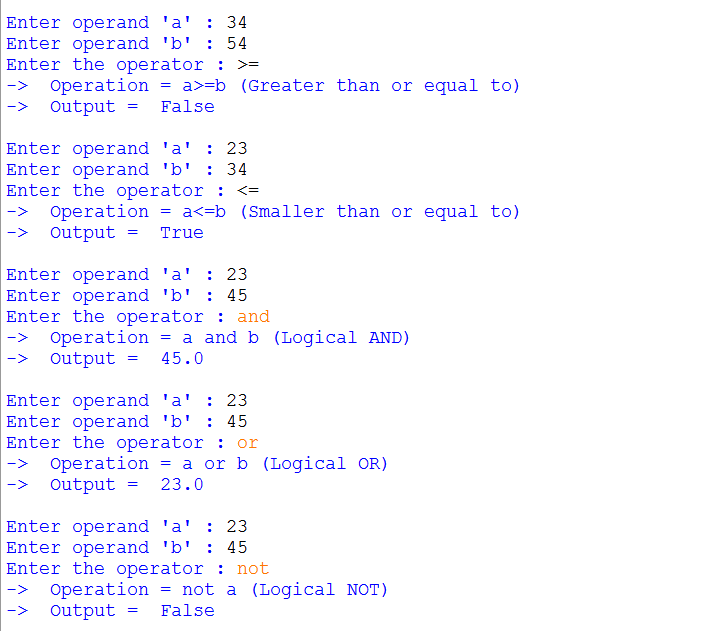 Enter operand 'a' : 34
Enter operand 'b' : 54
Enter the operator : >=
->  Operation = a>=b (Greater than or equal to)
->  Output =  False

Enter operand 'a' : 23
Enter operand 'b' : 34
Enter the operator : <=
->  Operation = a<=b (Smaller than or equal to)
->  Output =  True

Enter operand 'a' : 23
Enter operand 'b' : 45
Enter the operator : and
->  Operation = a and b (Logical AND)
->  Output =  45.0

Enter operand 'a' : 23
Enter operand 'b' : 45
Enter the operator : or
->  Operation = a or b (Logical OR)
->  Output =  23.0

Enter operand 'a' : 23
Enter operand 'b' : 45
Enter the operator : not
->  Operation = not a (Logical NOT)
->  Output =  False